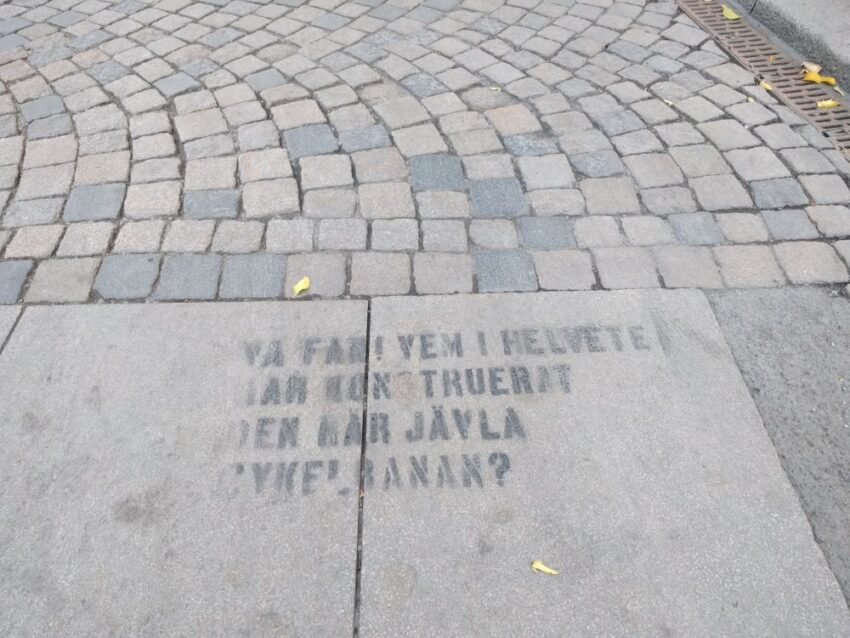 VA FAN! VEM I HELVETE
HAR KONSTRUERAT
DEN HÄR JÄVLA
CYKELBANAN?